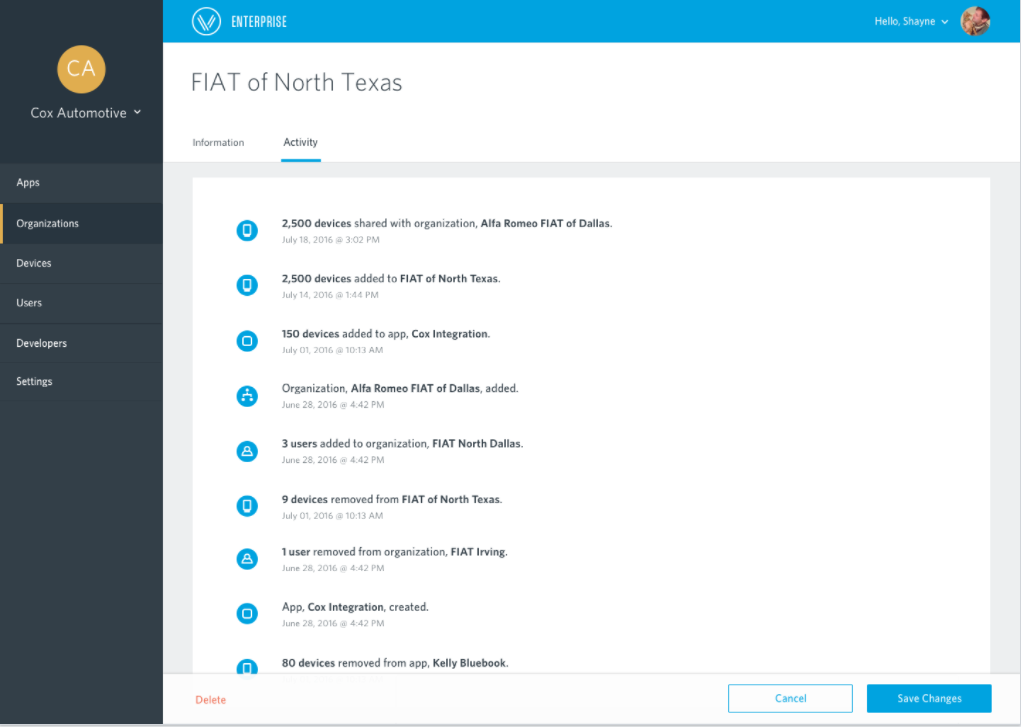 CA
Cox Automotive
Apps
Organizations
Devices
Users
Developers
Settings
ENTERPRISE
Hello, Shayne
FIAT of North Texas
Information Activity
2,500 devices shared with organization, Alfa Romeo FIAT of Dallas.
July 18, 2016 @ 3:02 PM
2,500 devices added to FIAT of North Texas.
July 14, 2016 @ 1:44 PM
150 devices added to app, Cox Integration.
July 01, 2016 @ 10:13 AM
Organization, Alfa Romeo FIAT of Dallas, added.
June 28, 2016 @ 4:42 PM
3 users added to organization, FIAT North Dallas.
June 28, 2016 @ 4:42 PM
9 devices removed from FIAT of North Texas.
July 01, 2016 @ 10:13 AM
1 user removed from organization, FIAT Irving.
June 28, 2016 @ 4:42 PM
App, Cox Integration, created.
June 28, 2016 @ 4:42 PM
80 devices removed from app, Kelly Bluebook.
Delete Cancel Save Changes